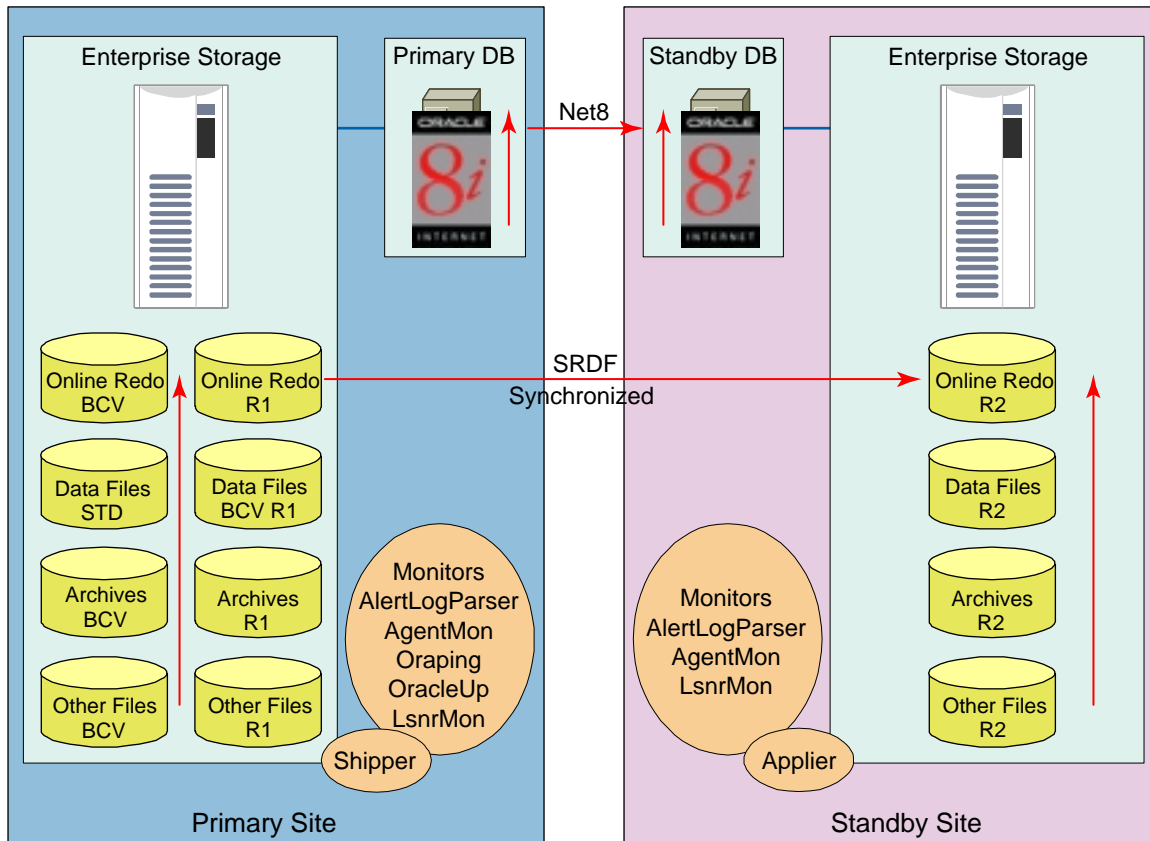 Enterprise Storage
Primary DB
ORACLE
8i
INTERNET
Net8
Standby DB
ORACLE
8i
INTERNET
Enterprise Storage
Online Redo
BCV
Online Redo
R1
SRDF
Synchronized
Online Redo
R2
Data Files
STD
Data Files
BCV R1
Data Files
R2
Archives
BCV
Archives
R1
Archives
R2
Other Files
BCV
Other Files
R1
Other Files
R2
Monitors
AlertLogParser
AgentMon
Oraping
OracleUp
LsnrMon
Shipper
Monitors
AlertLogParser
AgentMon
LsnrMon
Applier
Primary Site
Standby Site